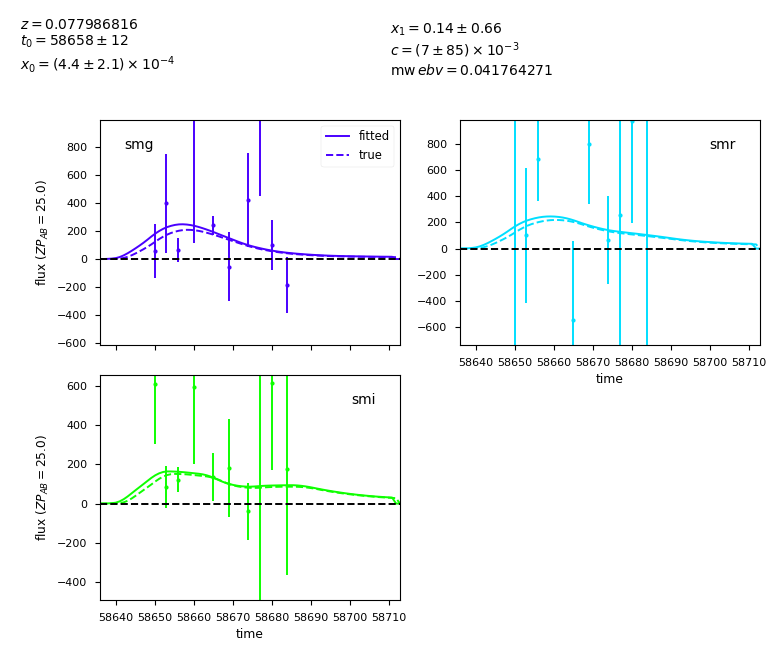 z = 0.077986816
t₀ = 58658 ± 12
x₀ = (4.4 ± 2.1) × 10⁻⁴
x₁ = 0.14 ± 0.66
c = (7 ± 85) × 10⁻³
mwebv = 0.041764271
smg
fitted
true
800
600
400
200
0
−200
−400
−600
flux (ZP_AB = 25.0)
smr
800
600
400
200
0
−200
−400
−600
58640 58650 58660 58670 58680 58690 58700 58710
time
smi
600
400
200
0
−200
−400
flux (ZP_AB = 25.0)
58640 58650 58660 58670 58680 58690 58700 58710
time